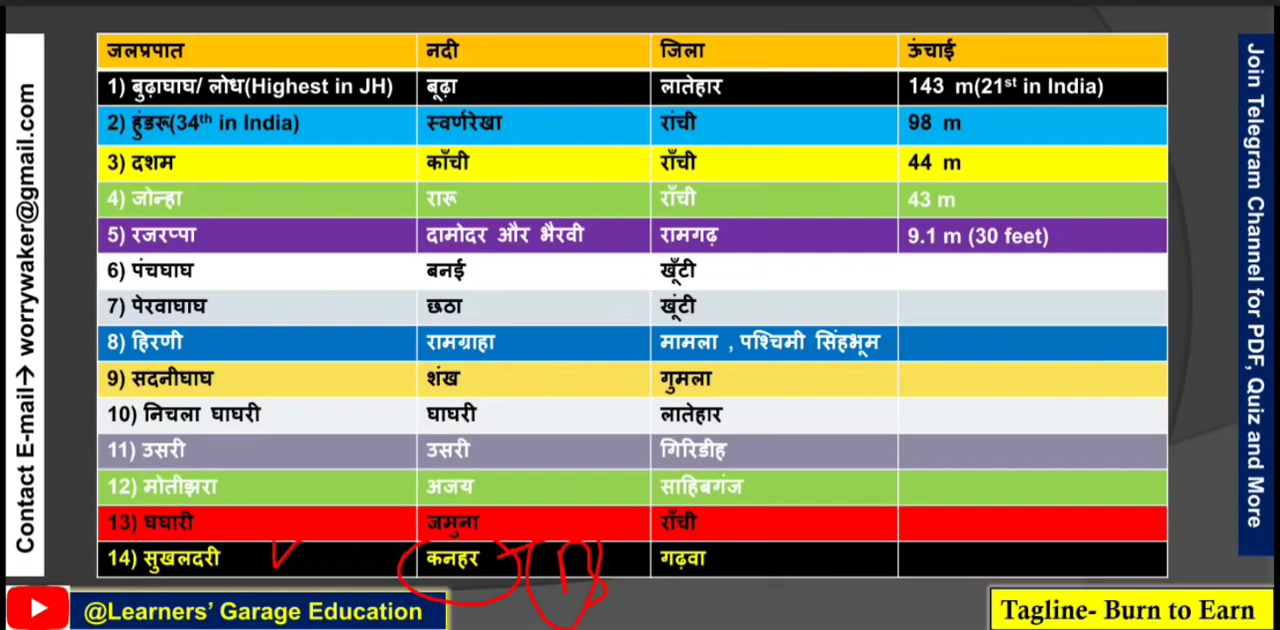 Contact E-mail→ worrywaker@gmail.com
जलप्रपात नदी जिला ऊंचाई
1) बुढ़ाघाघ/ लोध(Highest in JH) बूढ़ा लातेहार 143 m(21st in India)
2) हुंडरू(34th in India) स्वर्णरेखा रांची 98 m
3) दशम काँची राँची 44 m
4) जोन्हा रारू राँची 43 m
5) रजरप्पा दामोदर और भैरवी रामगढ़ 9.1 m (30 feet)
6) पंचघाघ बनई खूँटी
7) पेरवाघाघ छठा खूंटी
8) हिरणी रामग्राहा मामला , पश्चिमी सिंहभूम
9) सदनीघाघ शंख गुमला
10) निचला घाघरी घाघरी लातेहार
11) उसरी उसरी गिरिडीह
12) मोतीझरा अजय साहिबगंज
13) घघारी जमुना राँची
14) सुखलदरी कनहर गढ़वा
Join Telegram Channel for PDF, Quiz and More
@Learners' Garage Education
Tagline- Burn to Earn